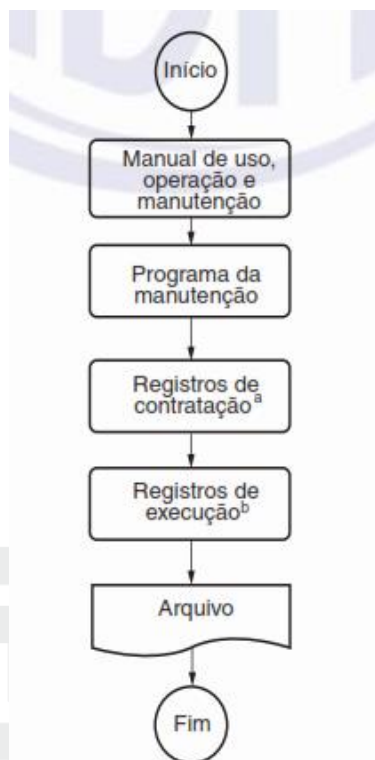 Início
Manual de uso,
operação e
manutenção
Programa da
manutenção
Registros de
contratação a
Registros de
execução b
Arquivo
Fim